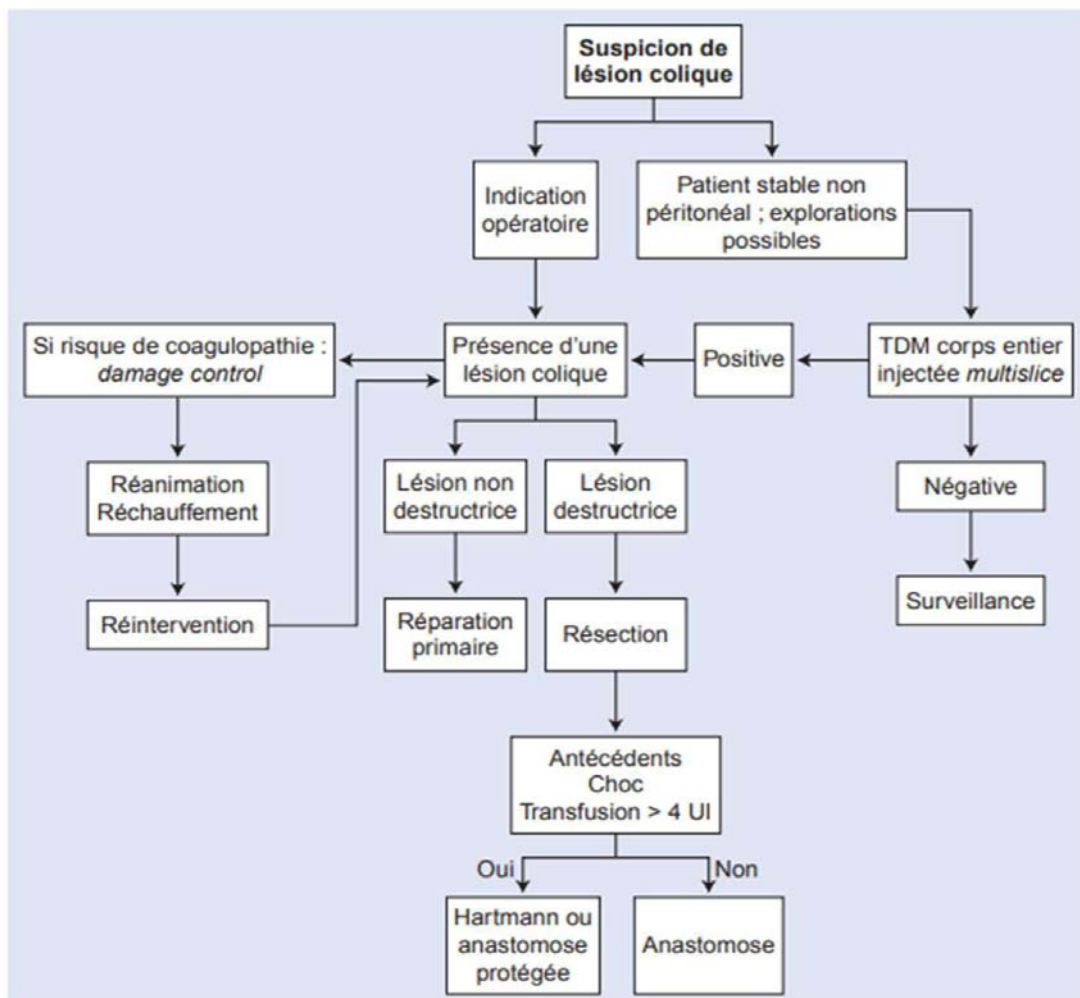 Suspicion de
lésion colique
Indication
opératoire
Patient stable non
péritonéal ; explorations
possibles
Si risque de coagulopathie :
damage control
Présence d'une
lésion colique
Positive
TDM corps entier
injectée multislice
Réanimation
Réchauffement
Lésion non
destructrice
Lésion
destructrice
Négative
Réintervention
Réparation
primaire
Résection
Surveillance
Antécédents
Choc
Transfusion > 4 UI
Oui
Non
Hartmann ou
anastomose
protégée
Anastomose